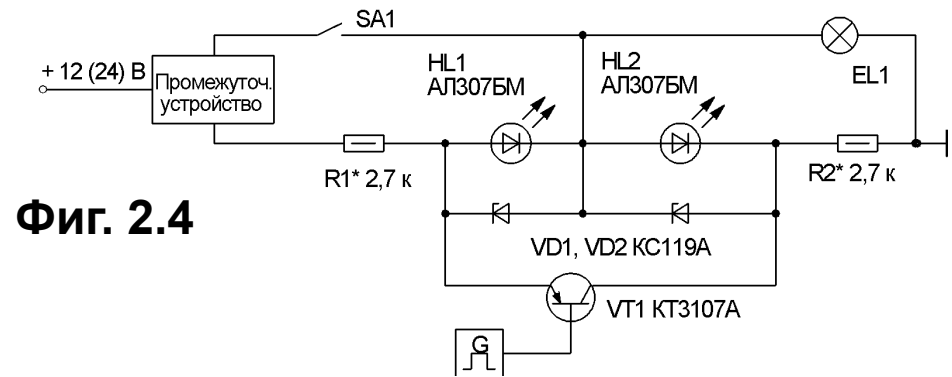 SA1
+ 12 (24) В
Промежуточ.
устройство
HL1
АЛ307БМ
HL2
АЛ307БМ
EL1
R1* 2,7 к
R2* 2,7 к
Фиг. 2.4
VD1, VD2 КС119А
VT1 КТ3107А
G